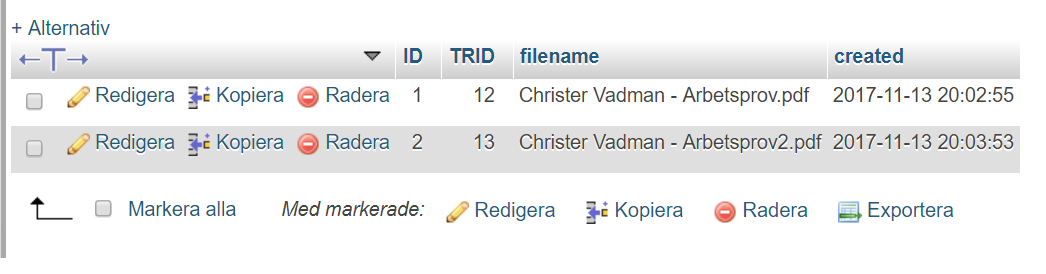 + Alternativ
←T→ ID TRID filename created
Redigera Kopiera Radera 1 12 Christer Vadman - Arbetsprov.pdf 2017-11-13 20:02:55
Redigera Kopiera Radera 2 13 Christer Vadman - Arbetsprov2.pdf 2017-11-13 20:03:53
Markera alla Med markerade: Redigera Kopiera Radera Exportera